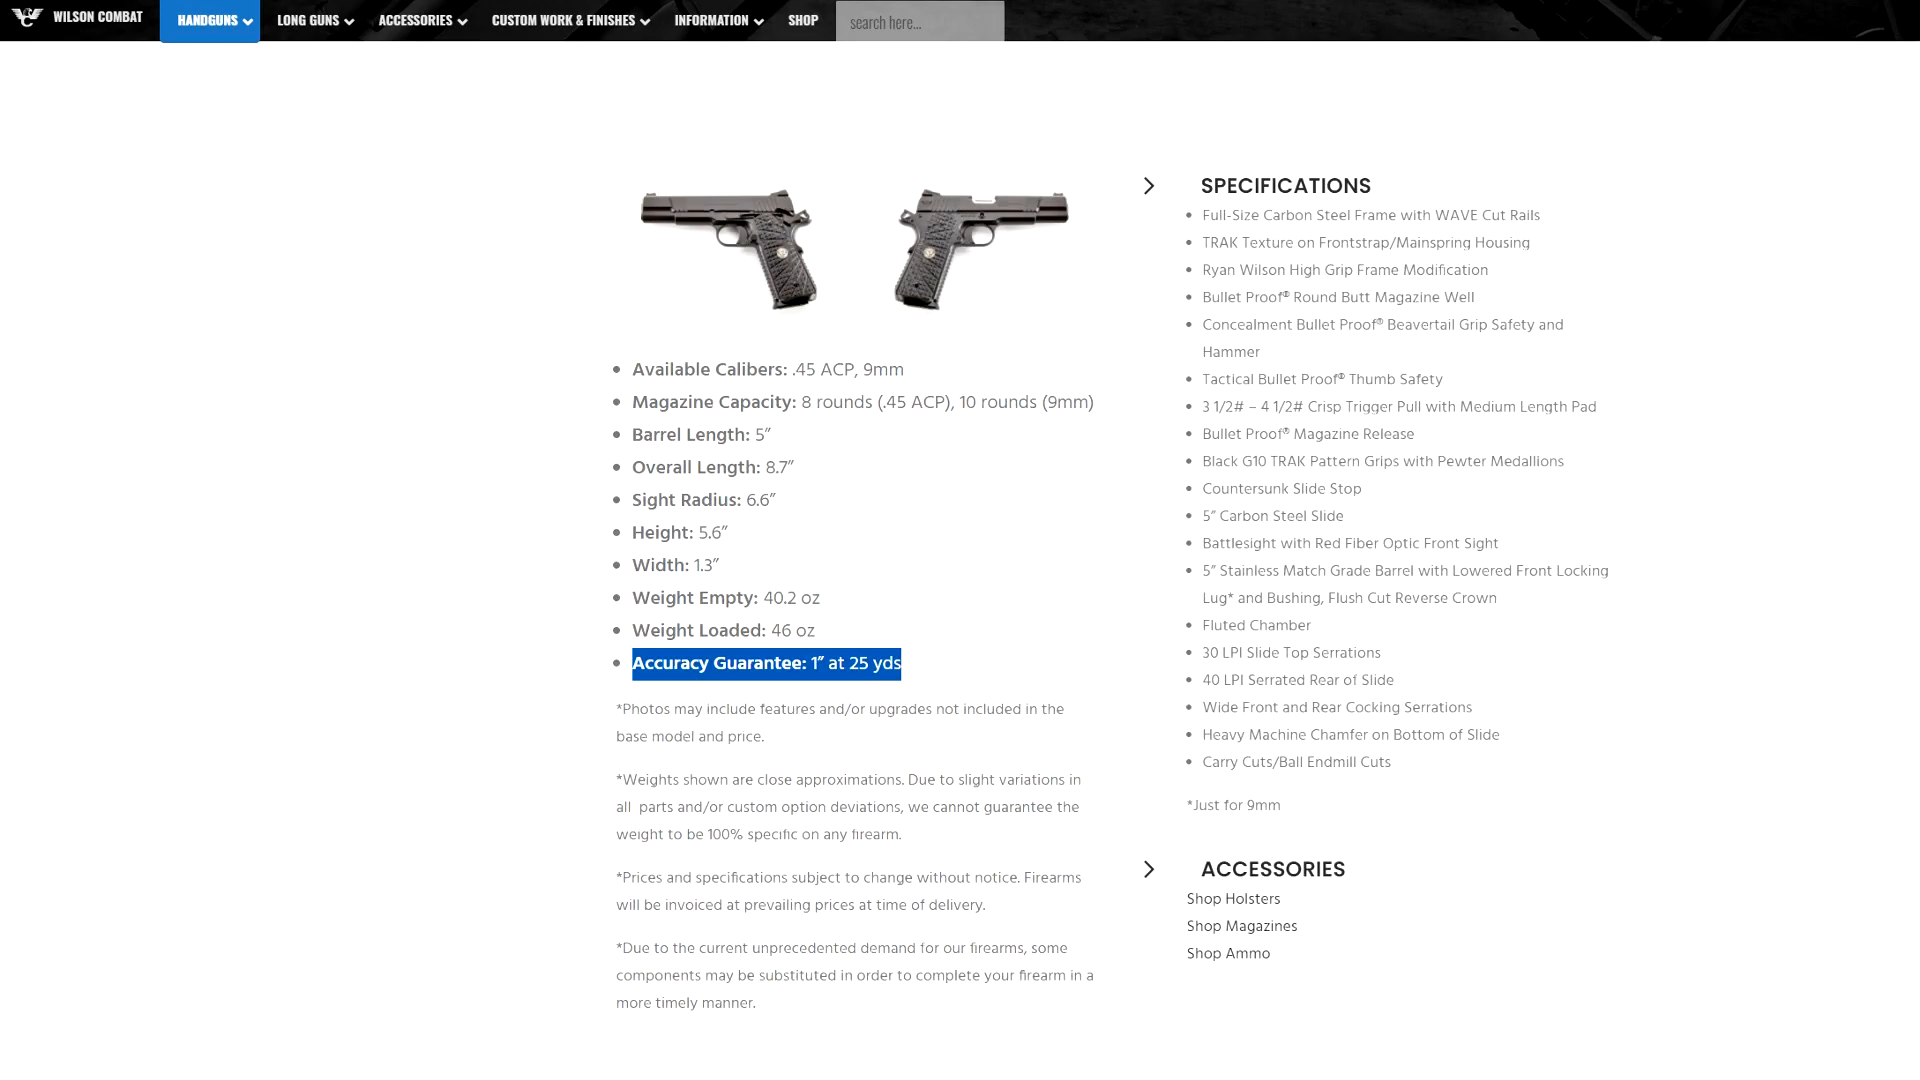 WILSON COMBAT
HANDGUNS
LONG GUNS
ACCESSORIES
CUSTOM WORK & FINISHES
INFORMATION
SHOP
search here...
Available Calibers: .45 ACP, 9mm
Magazine Capacity: 8 rounds (.45 ACP), 10 rounds (9mm)
Barrel Length: 5″
Overall Length: 8.7″
Sight Radius: 6.6″
Height: 5.6″
Width: 1.3″
Weight Empty: 40.2 oz
Weight Loaded: 46 oz
Accuracy Guarantee: 1″ at 25 yds
*Photos may include features and/or upgrades not included in the
base model and price.
*Weights shown are close approximations. Due to slight variations in
all parts and/or custom option deviations, we cannot guarantee the
weight to be 100% specific on any firearm.
*Prices and specifications subject to change without notice. Firearms
will be invoiced at prevailing prices at time of delivery.
*Due to the current unprecedented demand for our firearms, some
components may be substituted in order to complete your firearm in a
more timely manner.
SPECIFICATIONS
Full-Size Carbon Steel Frame with WAVE Cut Rails
TRAK Texture on Frontstrap/Mainspring Housing
Ryan Wilson High Grip Frame Modification
Bullet Proof® Round Butt Magazine Well
Concealment Bullet Proof® Beavertail Grip Safety and
Hammer
Tactical Bullet Proof® Thumb Safety
3 1/2# – 4 1/2# Crisp Trigger Pull with Medium Length Pad
Bullet Proof® Magazine Release
Black G10 TRAK Pattern Grips with Pewter Medallions
Countersunk Slide Stop
5″ Carbon Steel Slide
Battlesight with Red Fiber Optic Front Sight
5″ Stainless Match Grade Barrel with Lowered Front Locking
Lug* and Bushing, Flush Cut Reverse Crown
Fluted Chamber
30 LPI Slide Top Serrations
40 LPI Serrated Rear of Slide
Wide Front and Rear Cocking Serrations
Heavy Machine Chamfer on Bottom of Slide
Carry Cuts/Ball Endmill Cuts
*Just for 9mm
ACCESSORIES
Shop Holsters
Shop Magazines
Shop Ammo